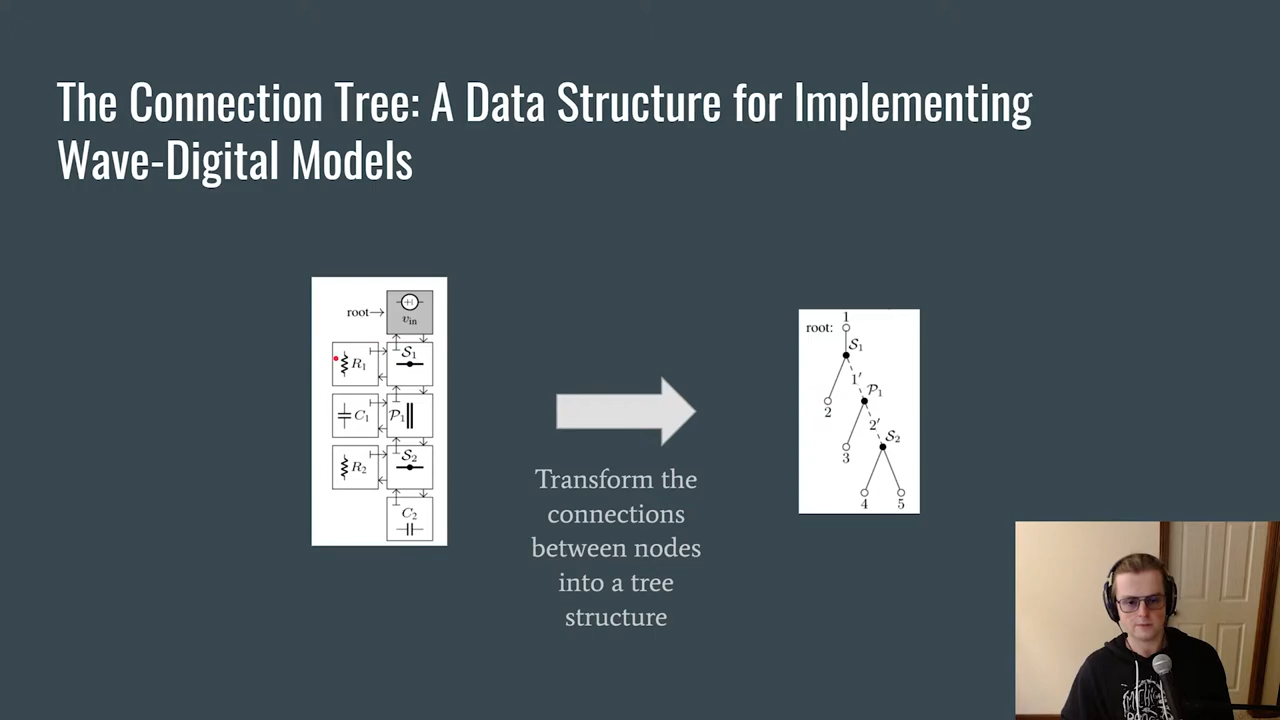 The Connection Tree: A Data Structure for Implementing
Wave-Digital Models
root→
v_in
R_1
S_1
C_1
P_1
R_2
S_2
C_2
Transform the
connections
between nodes
into a tree
structure
root:
1
S_1
1′
2
P_1
2′
3
S_2
4
5